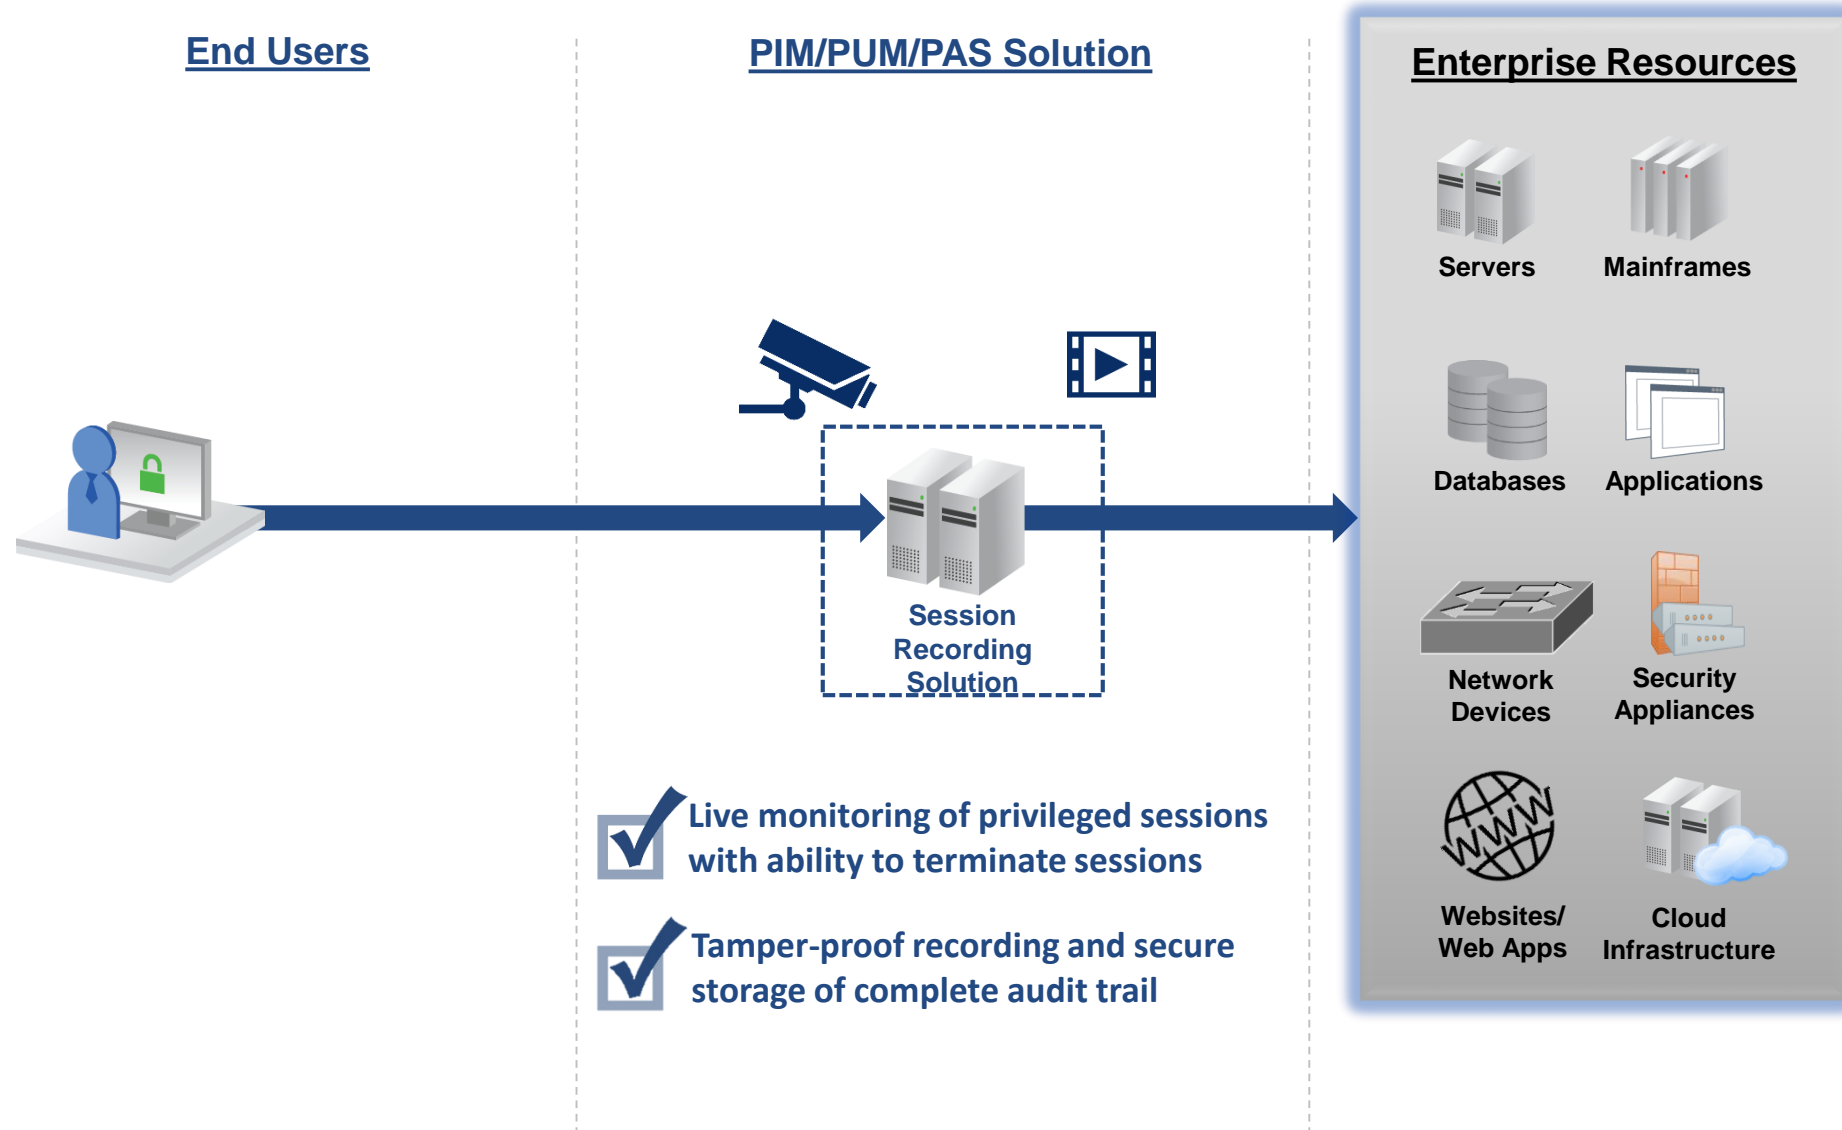 End Users
PIM/PUM/PAS Solution
Enterprise Resources
Servers
Mainframes
Databases
Applications
Session
Recording
Solution
Network
Devices
Security
Appliances
Live monitoring of privileged sessions
with ability to terminate sessions
WWW
Websites/
Web Apps
Cloud
Infrastructure
Tamper-proof recording and secure
storage of complete audit trail